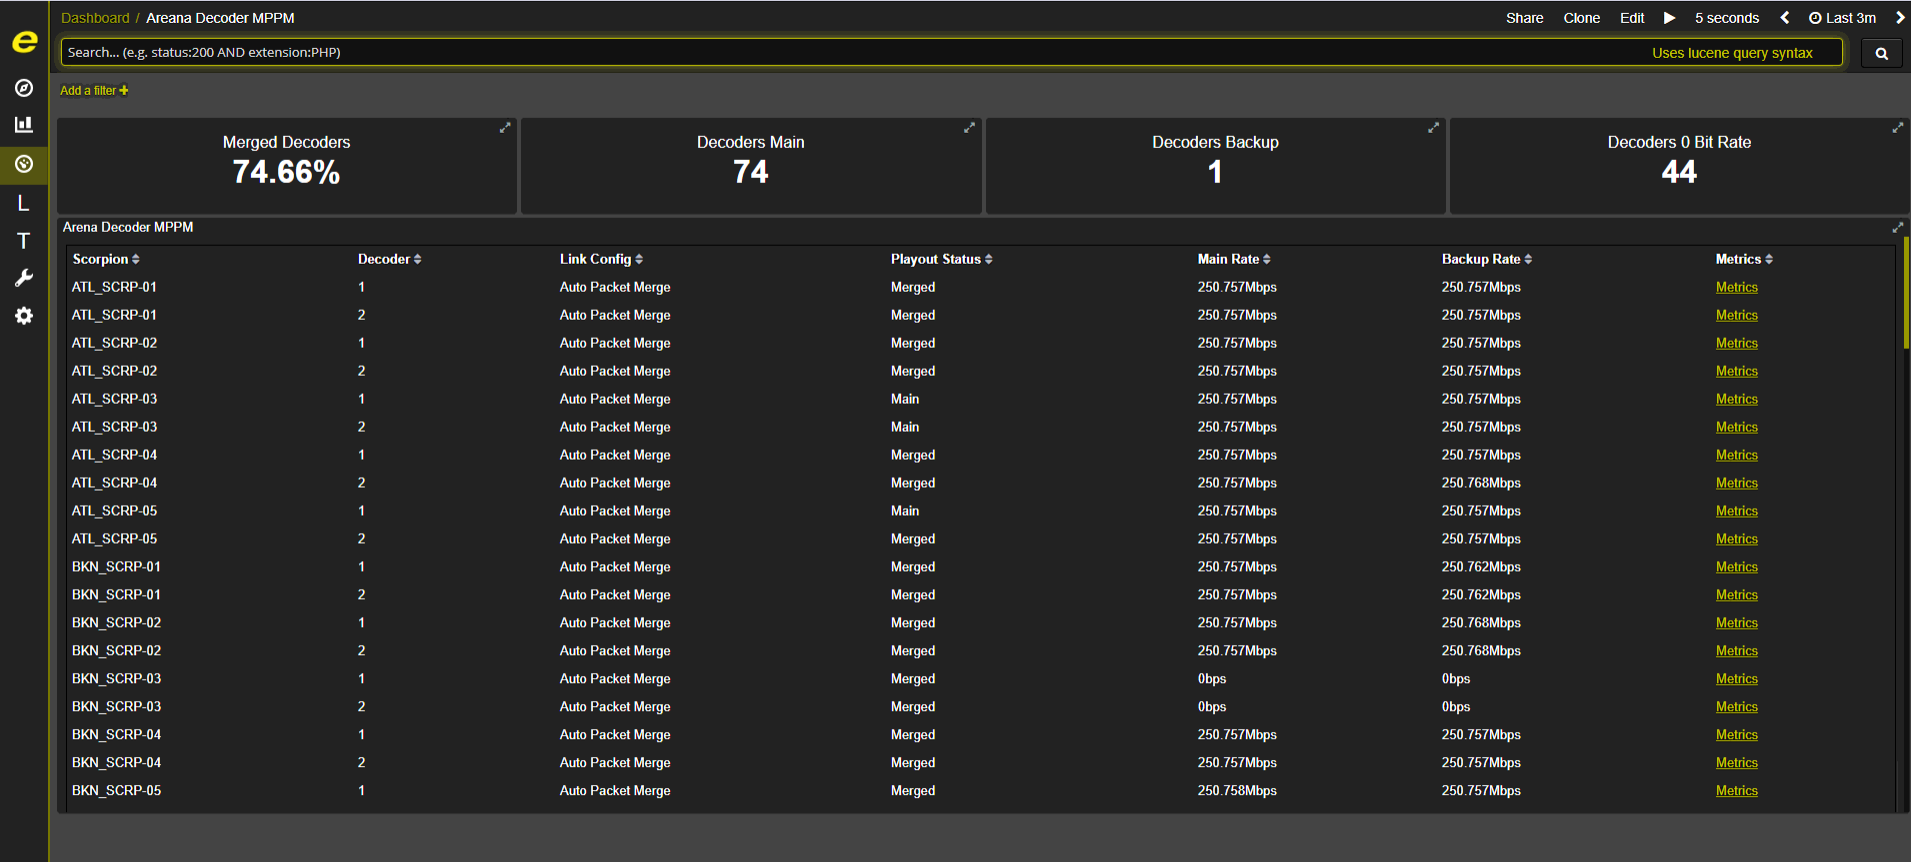 Dashboard / Areana Decoder MPPM Share Clone Edit 5 seconds Last 3m
e
Search... (e.g. status:200 AND extension:PHP) Uses lucene query syntax
Add a filter +
L
T
Merged Decoders
74.66%
Decoders Main
74
Decoders Backup
1
Decoders 0 Bit Rate
44
Arena Decoder MPPM
Scorpion Decoder Link Config Playout Status Main Rate Backup Rate Metrics
ATL_SCRP-01 1 Auto Packet Merge Merged 250.757Mbps 250.757Mbps Metrics
ATL_SCRP-01 2 Auto Packet Merge Merged 250.757Mbps 250.757Mbps Metrics
ATL_SCRP-02 1 Auto Packet Merge Merged 250.757Mbps 250.757Mbps Metrics
ATL_SCRP-02 2 Auto Packet Merge Merged 250.757Mbps 250.757Mbps Metrics
ATL_SCRP-03 1 Auto Packet Merge Main 250.757Mbps 250.757Mbps Metrics
ATL_SCRP-03 2 Auto Packet Merge Main 250.757Mbps 250.757Mbps Metrics
ATL_SCRP-04 1 Auto Packet Merge Merged 250.757Mbps 250.757Mbps Metrics
ATL_SCRP-04 2 Auto Packet Merge Merged 250.757Mbps 250.768Mbps Metrics
ATL_SCRP-05 1 Auto Packet Merge Main 250.757Mbps 250.757Mbps Metrics
ATL_SCRP-05 2 Auto Packet Merge Merged 250.757Mbps 250.757Mbps Metrics
BKN_SCRP-01 1 Auto Packet Merge Merged 250.757Mbps 250.762Mbps Metrics
BKN_SCRP-01 2 Auto Packet Merge Merged 250.757Mbps 250.762Mbps Metrics
BKN_SCRP-02 1 Auto Packet Merge Merged 250.757Mbps 250.768Mbps Metrics
BKN_SCRP-02 2 Auto Packet Merge Merged 250.757Mbps 250.768Mbps Metrics
BKN_SCRP-03 1 Auto Packet Merge Merged 0bps 0bps Metrics
BKN_SCRP-03 2 Auto Packet Merge Merged 0bps 0bps Metrics
BKN_SCRP-04 1 Auto Packet Merge Merged 250.757Mbps 250.757Mbps Metrics
BKN_SCRP-04 2 Auto Packet Merge Merged 250.757Mbps 250.757Mbps Metrics
BKN_SCRP-05 1 Auto Packet Merge Merged 250.758Mbps 250.757Mbps Metrics